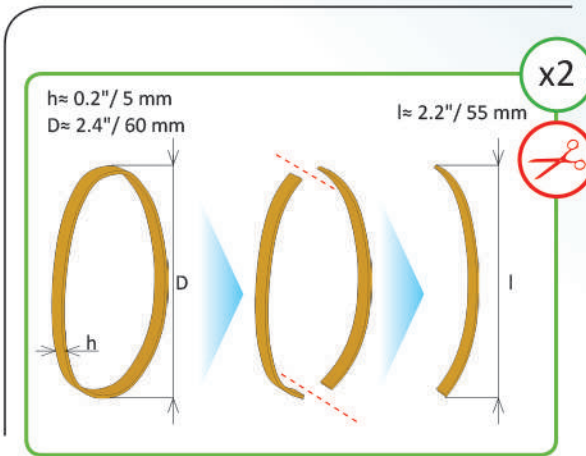 x2
h≈ 0.2"/ 5 mm
D≈ 2.4"/ 60 mm
l≈ 2.2"/ 55 mm
D
l
h